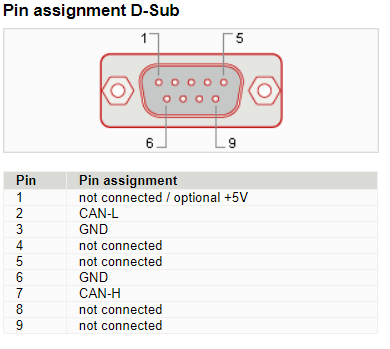 Pin assignment D-Sub
1 5
6 9
Pin Pin assignment
1 not connected / optional +5V
2 CAN-L
3 GND
4 not connected
5 not connected
6 GND
7 CAN-H
8 not connected
9 not connected